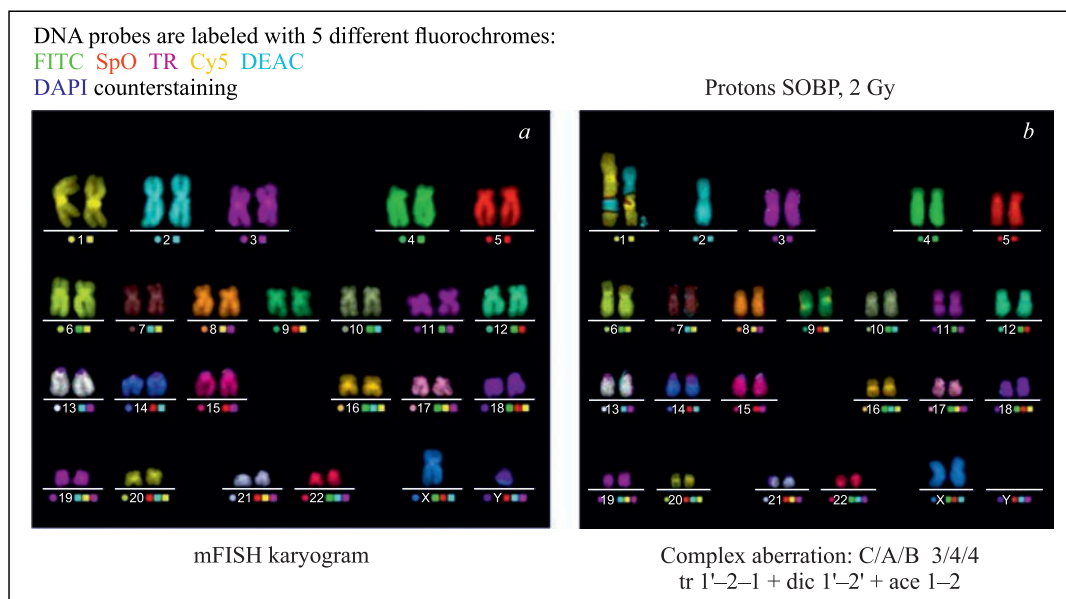 DNA probes are labeled with 5 different fluorochromes:
FITC SpO TR Cy5 DEAC
DAPI counterstaining
Protons SOBP, 2 Gy
a
1 2 3 4 5
6 7 8 9 10 11 12
13 14 15 16 17 18
19 20 21 22 X Y
mFISH karyogram
b
1 2 3 4 5
6 7 8 9 10 11 12
13 14 15 16 17 18
19 20 21 22 X Y
Complex aberration: C/A/B 3/4/4
tr 1'–2–1 + dic 1'–2' + ace 1–2